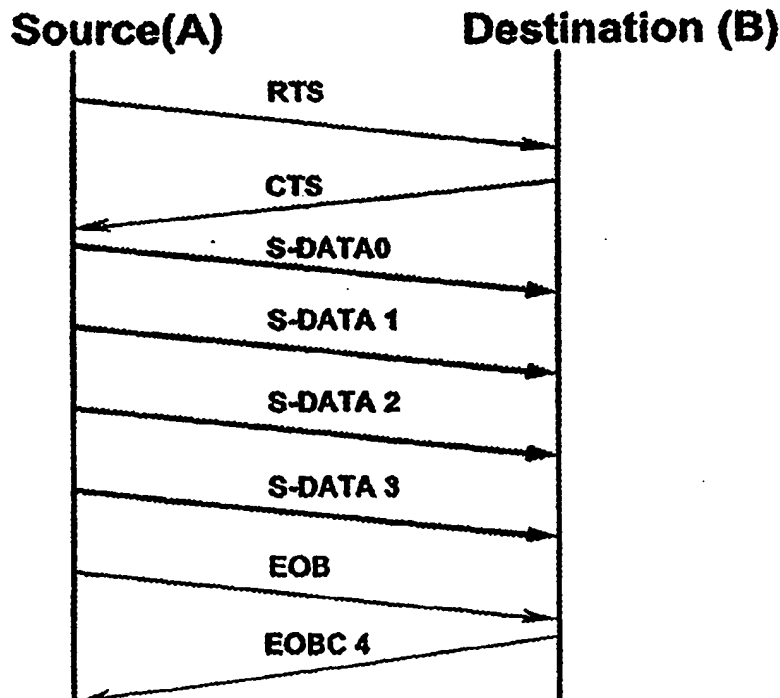 Source(A) Destination (B)
RTS
CTS
S-DATA0
S-DATA 1
S-DATA 2
S-DATA 3
EOB
EOBC 4